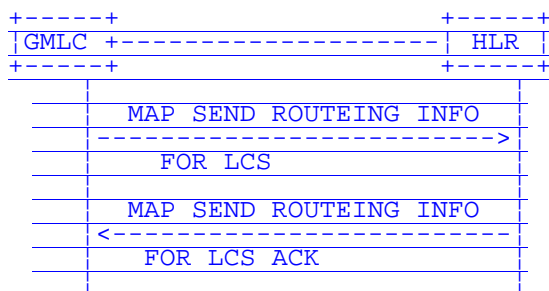 GMLC HLR
MAP SEND ROUTEING INFO
FOR LCS
MAP SEND ROUTEING INFO
FOR LCS ACK